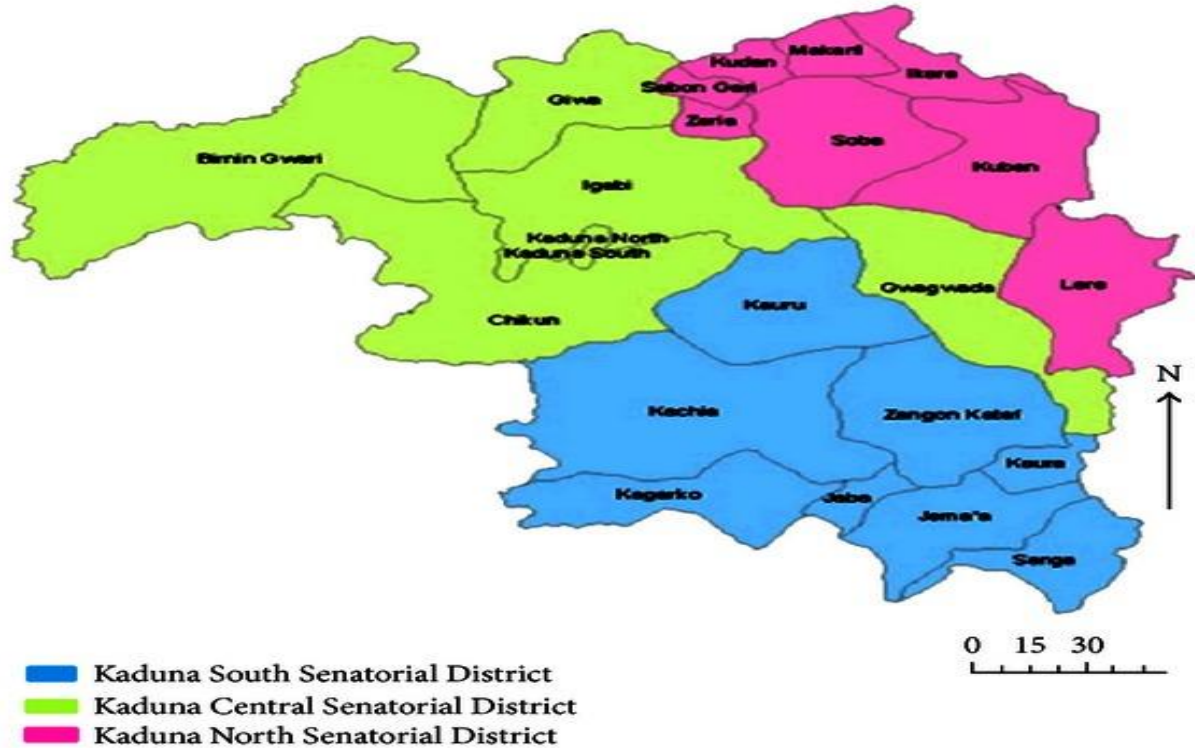 Makarfi
Kudan
Ikara
Sabon Gari
Giwa
Zaria
Soba
Birnin Gwari
Kuban
Igabi
Kaduna North
Kaduna South
Gwagwada
Lere
Kauru
Chikun
N
Kachia
Zangon Kataf
Kaura
Kagarko
Jaba
Jema"a
Sanga
0 15 30
Kaduna South Senatorial District
Kaduna Central Senatorial District
Kaduna North Senatorial District